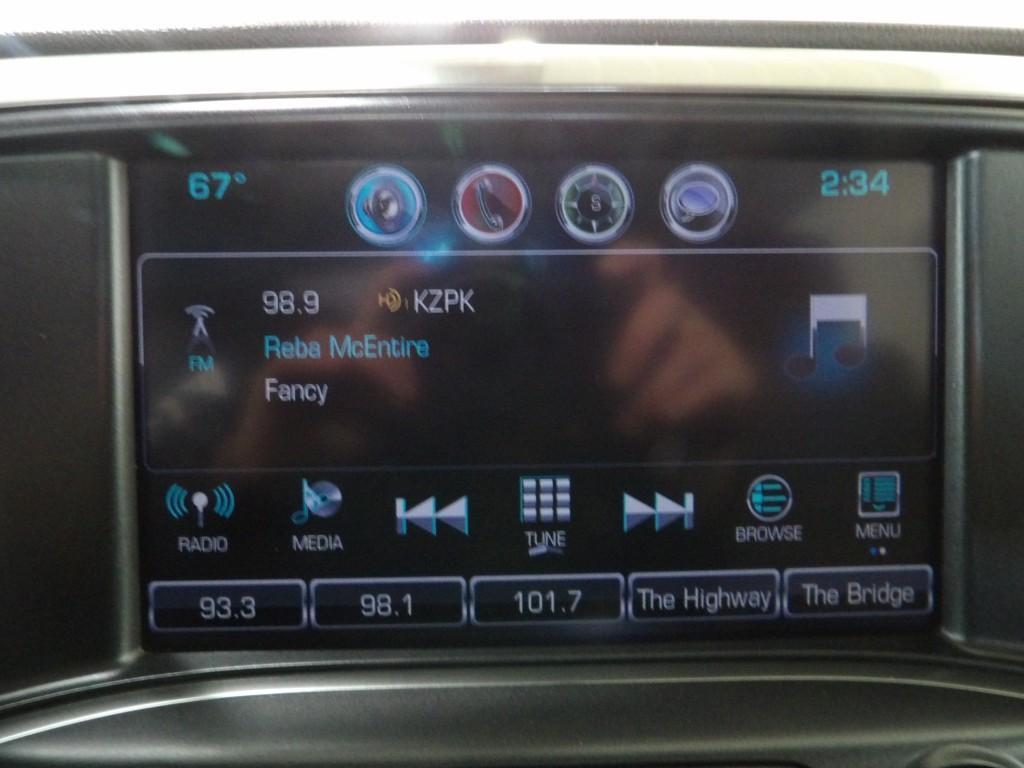 67° 2:34
S
98.9 HD) KZPK
FM
Reba McEntire
Fancy
RADIO MEDIA TUNE BROWSE MENU
93.3 98.1 101.7 The Highway The Bridge